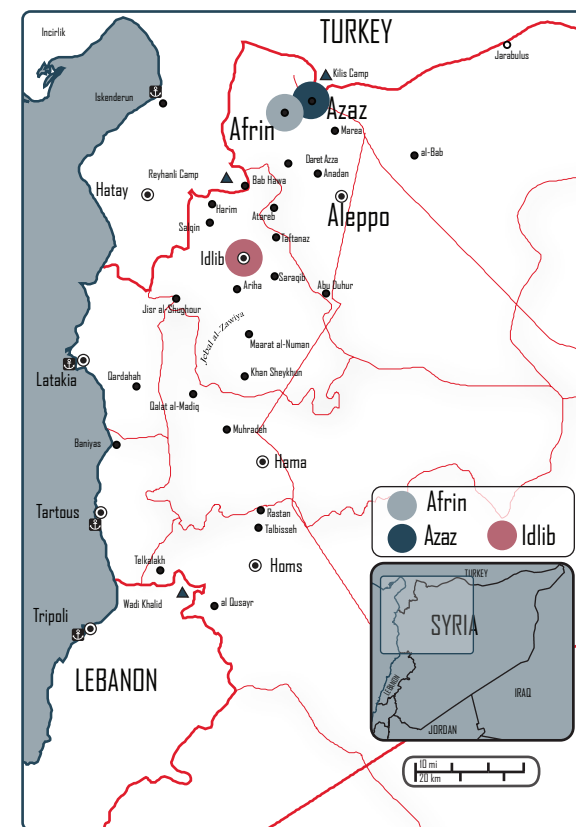 TURKEY
Incirlik
Jarabulus
Kilis Camp
Iskenderun
Azaz
Afrin
Marea
al-Bab
Daret Azza
Anadan
Reyhanli Camp
Bab Hawa
Hatay
Aleppo
Harim
Atareb
Salqin
Taftanaz
Idlib
Saraqib
Ariha
Abu Duhur
Jisr al-Shughour
Jebal al-Zawiya
Maarat al-Numan
Latakia
Qardahah
Khan Sheykhun
Qalat al-Madiq
Muhradeh
Baniyas
Hama
Afrin
Azaz
Idlib
Tartous
Rastan
Talbisseh
Telkalakh
Homs
TURKEY
Wadi Khalid
al Qusayr
Tripoli
SYRIA
LEBANON
LEBANON
IRAQ
JORDAN
10 mi
20 km